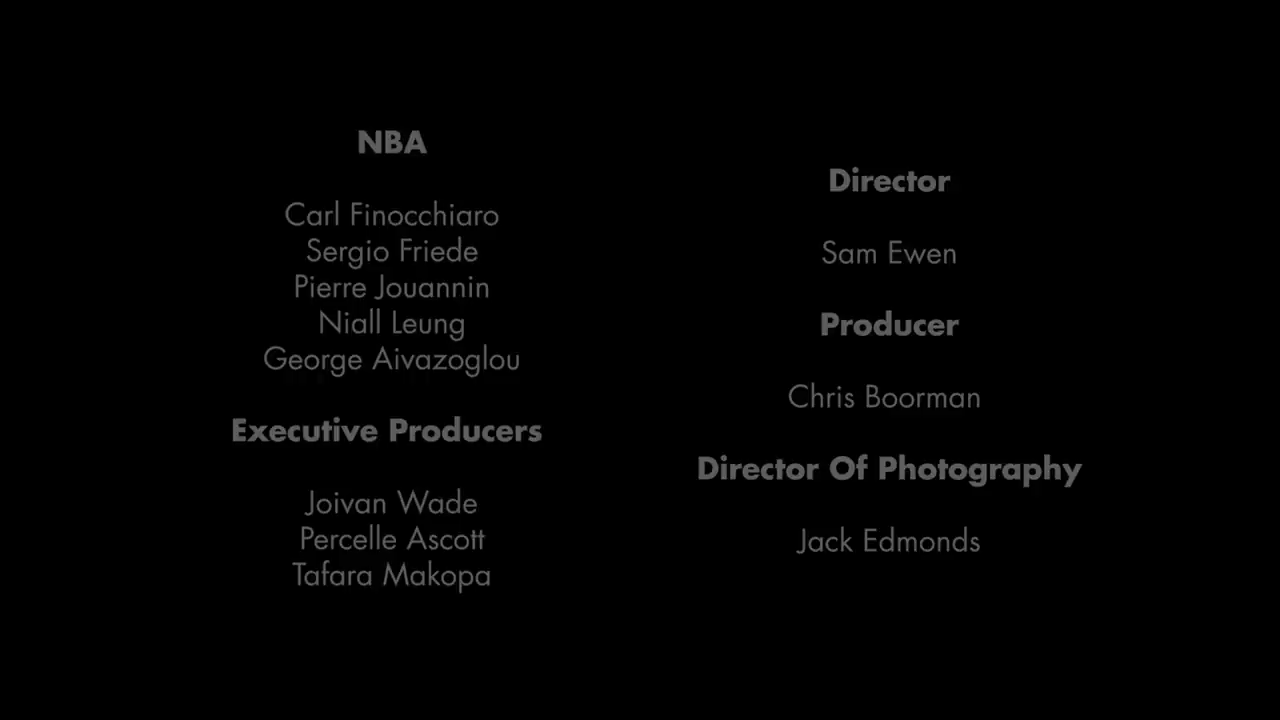 NBA
Carl Finocchiaro
Sergio Friede
Pierre Jouannin
Niall Leung
George Aivazoglou
Executive Producers
Joivan Wade
Percelle Ascott
Tafara Makopa
Director
Sam Ewen
Producer
Chris Boorman
Director Of Photography
Jack Edmonds